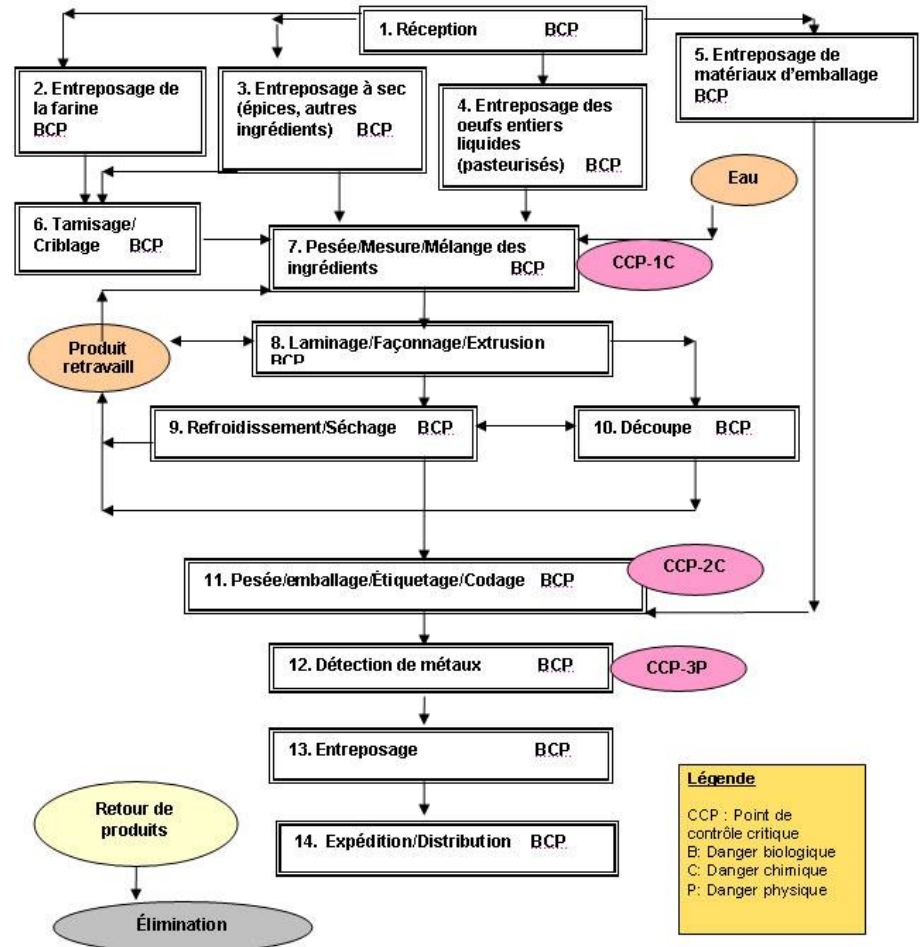 1. Réception BCP
2. Entreposage de
la farine
BCP
3. Entreposage à sec
(épices, autres
ingrédients) BCP
4. Entreposage des
oeufs entiers
liquides
(pasteurisés) BCP
5. Entreposage de
matériaux d'emballage
BCP
Eau
6. Tamisage/
Criblage BCP
7. Pesée/Mesure/Mélange des
ingrédients BCP
CCP-1C
Produit
retravaill
8. Laminage/Façonnage/Extrusion
BCP
9. Refroidissement/Séchage BCP
10. Découpe BCP
11. Pesée/emballage/Étiquetage/Codage BCP
CCP-2C
12. Détection de métaux BCP
CCP-3P
13. Entreposage BCP
14. Expédition/Distribution BCP
Retour de
produits
Élimination
Légende
CCP : Point de
contrôle critique
B: Danger biologique
C: Danger chimique
P: Danger physique